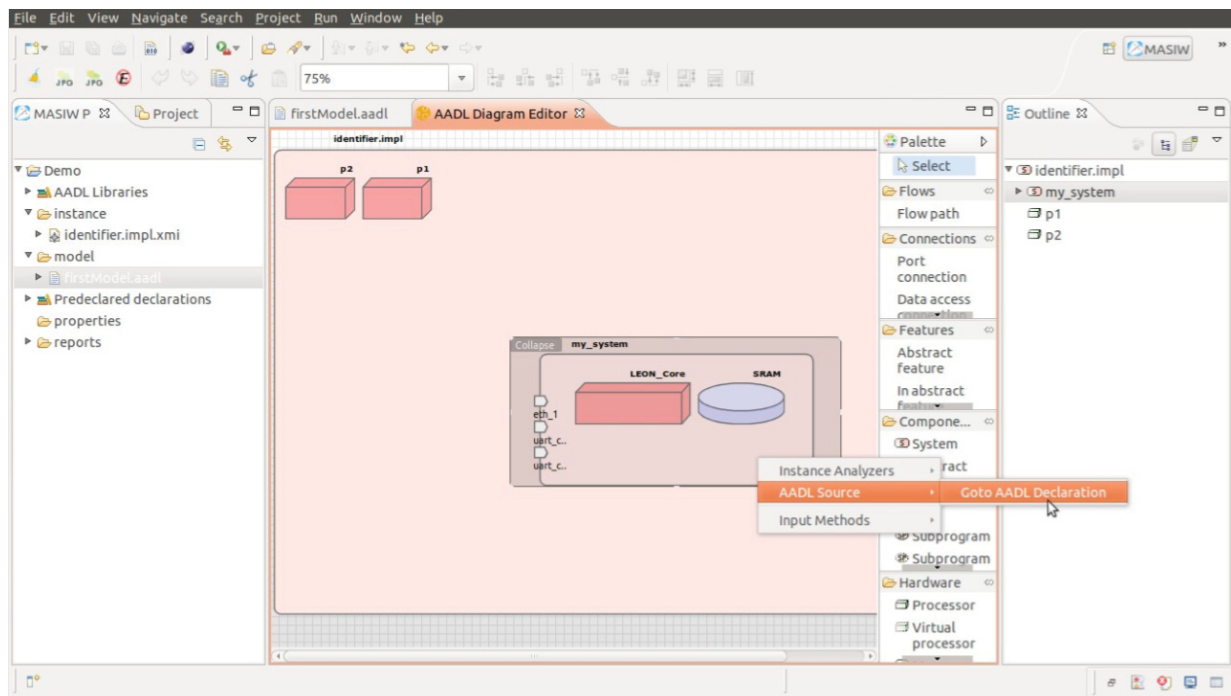 File Edit View Navigate Search Project Run Window Help
MASIW
JPG JPG 75%
MASIW P Project
firstModel.aadl AADL Diagram Editor
Outline
Demo
AADL Libraries
instance
identifier.impl.xmi
model
firstModel.aadl
Predeclared declarations
properties
reports
identifier.impl
p2 p1
Collapse my_system
LEON_Core SRAM
eth_1
uart_c..
uart_c..
Instance Analyzers
AADL Source
Goto AADL Declaration
Input Methods
Palette
Select
Flows
Flow path
Connections
Port
connection
Data access
Features
Abstract
feature
In abstract
Compone...
System
ract
Subprogram
Subprogram
Hardware
Processor
Virtual
processor
identifier.impl
my_system
p1
p2